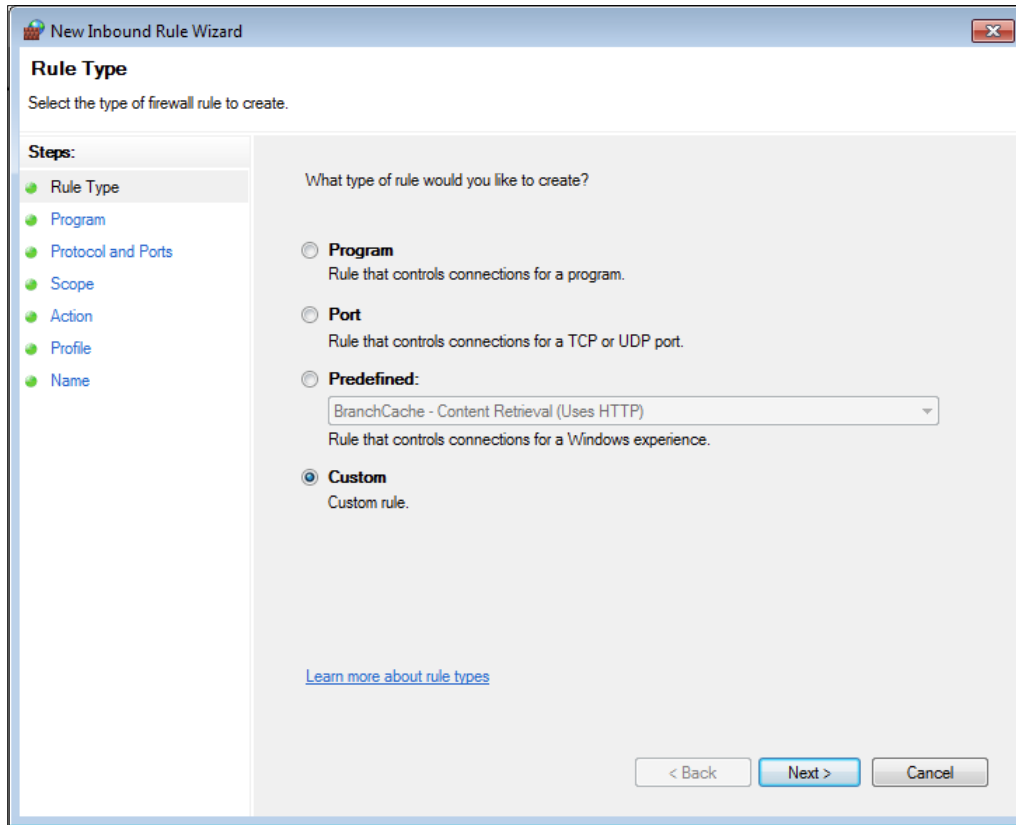 New Inbound Rule Wizard
Rule Type
Select the type of firewall rule to create.
Steps:
Rule Type
Program
Protocol and Ports
Scope
Action
Profile
Name
What type of rule would you like to create?
Program
Rule that controls connections for a program.
Port
Rule that controls connections for a TCP or UDP port.
Predefined:
BranchCache - Content Retrieval (Uses HTTP)
Rule that controls connections for a Windows experience.
Custom
Custom rule.
Learn more about rule types
< Back
Next >
Cancel